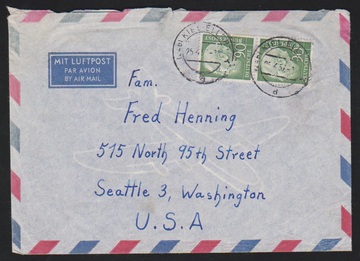 MIT LUFTPOST
PAR AVION
BY AIR MAIL
Fam.
Fred Henning
515 North 95th Street
Seattle 3, Washington
U.S.A